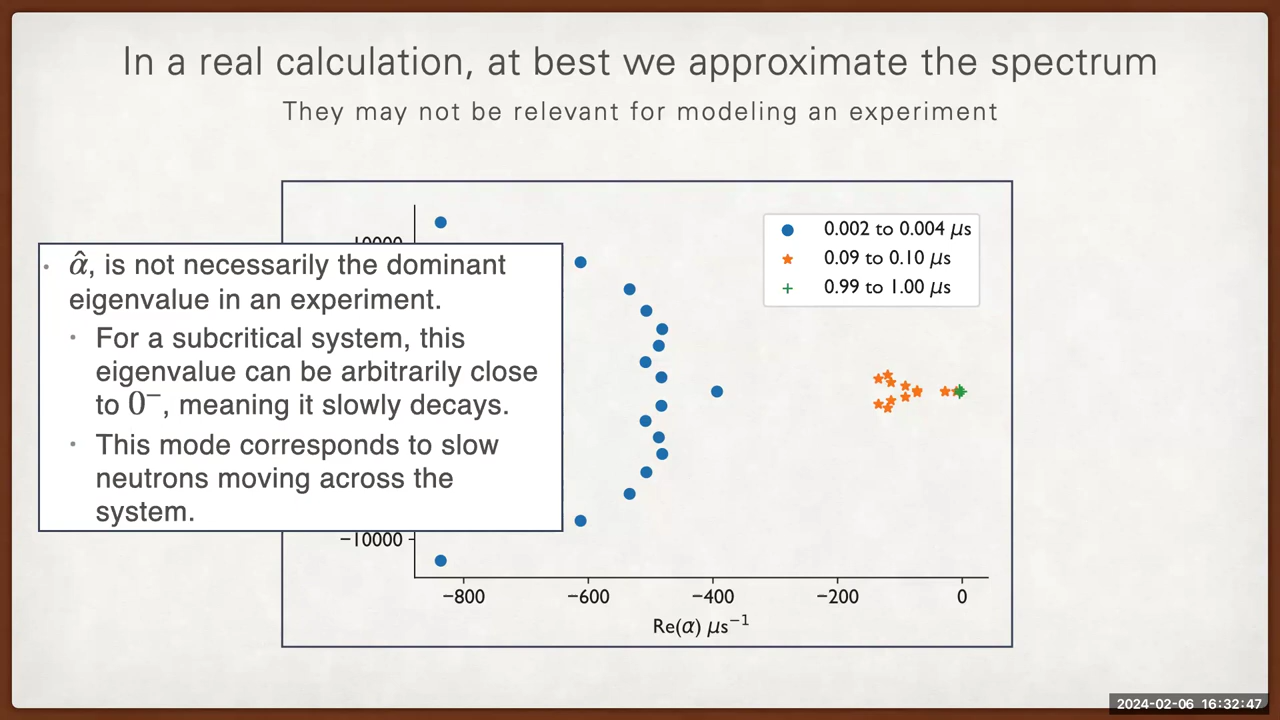 In a real calculation, at best we approximate the spectrum
They may not be relevant for modeling an experiment
0.002 to 0.004 μs
0.09 to 0.10 μs
0.99 to 1.00 μs
• α̂, is not necessarily the dominant
eigenvalue in an experiment.
• For a subcritical system, this
eigenvalue can be arbitrarily close
to 0⁻, meaning it slowly decays.
• This mode corresponds to slow
neutrons moving across the
system.
−10000
−800 −600 −400 −200 0
Re(α) μs⁻¹
2024-02-06 16:32:47